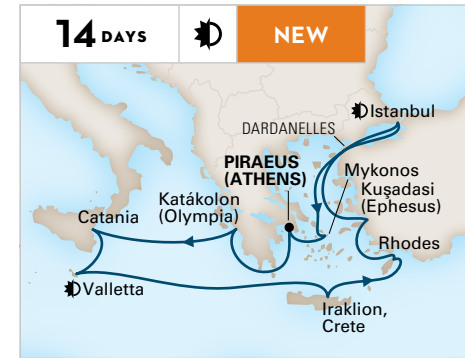 14 DAYS
NEW
Istanbul
DARDANELLES
PIRAEUS
(ATHENS)
Mykonos
Kuşadasi
(Ephesus)
Katákolon
(Olympia)
Catania
Rhodes
Valletta
Iraklion,
Crete